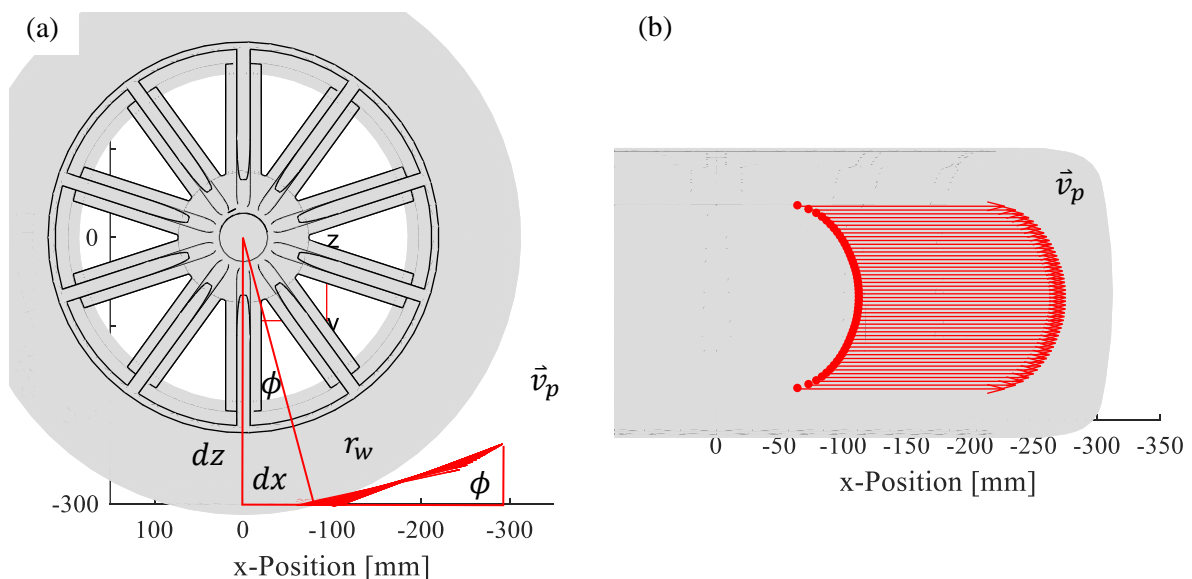 (a)
(b)
0
z
y
ϕ
v⃗ₚ
dz
dx
r_w
ϕ
-300
100
0
-100
-200
-300
x-Position [mm]
v⃗ₚ
0
-50
-100
-150
-200
-250
-300
-350
x-Position [mm]